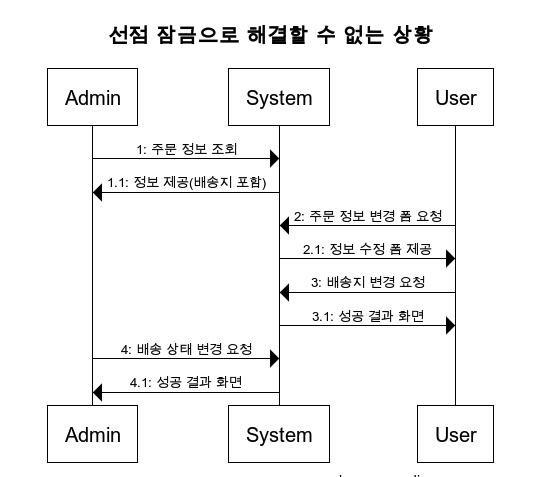 선점 잠금으로 해결할 수 없는 상황
Admin
System
User
1: 주문 정보 조회
1.1: 정보 제공(배송지 포함)
2: 주문 정보 변경 폼 요청
2.1: 정보 수정 폼 제공
3: 배송지 변경 요청
3.1: 성공 결과 화면
4: 배송 상태 변경 요청
4.1: 성공 결과 화면
Admin
System
User